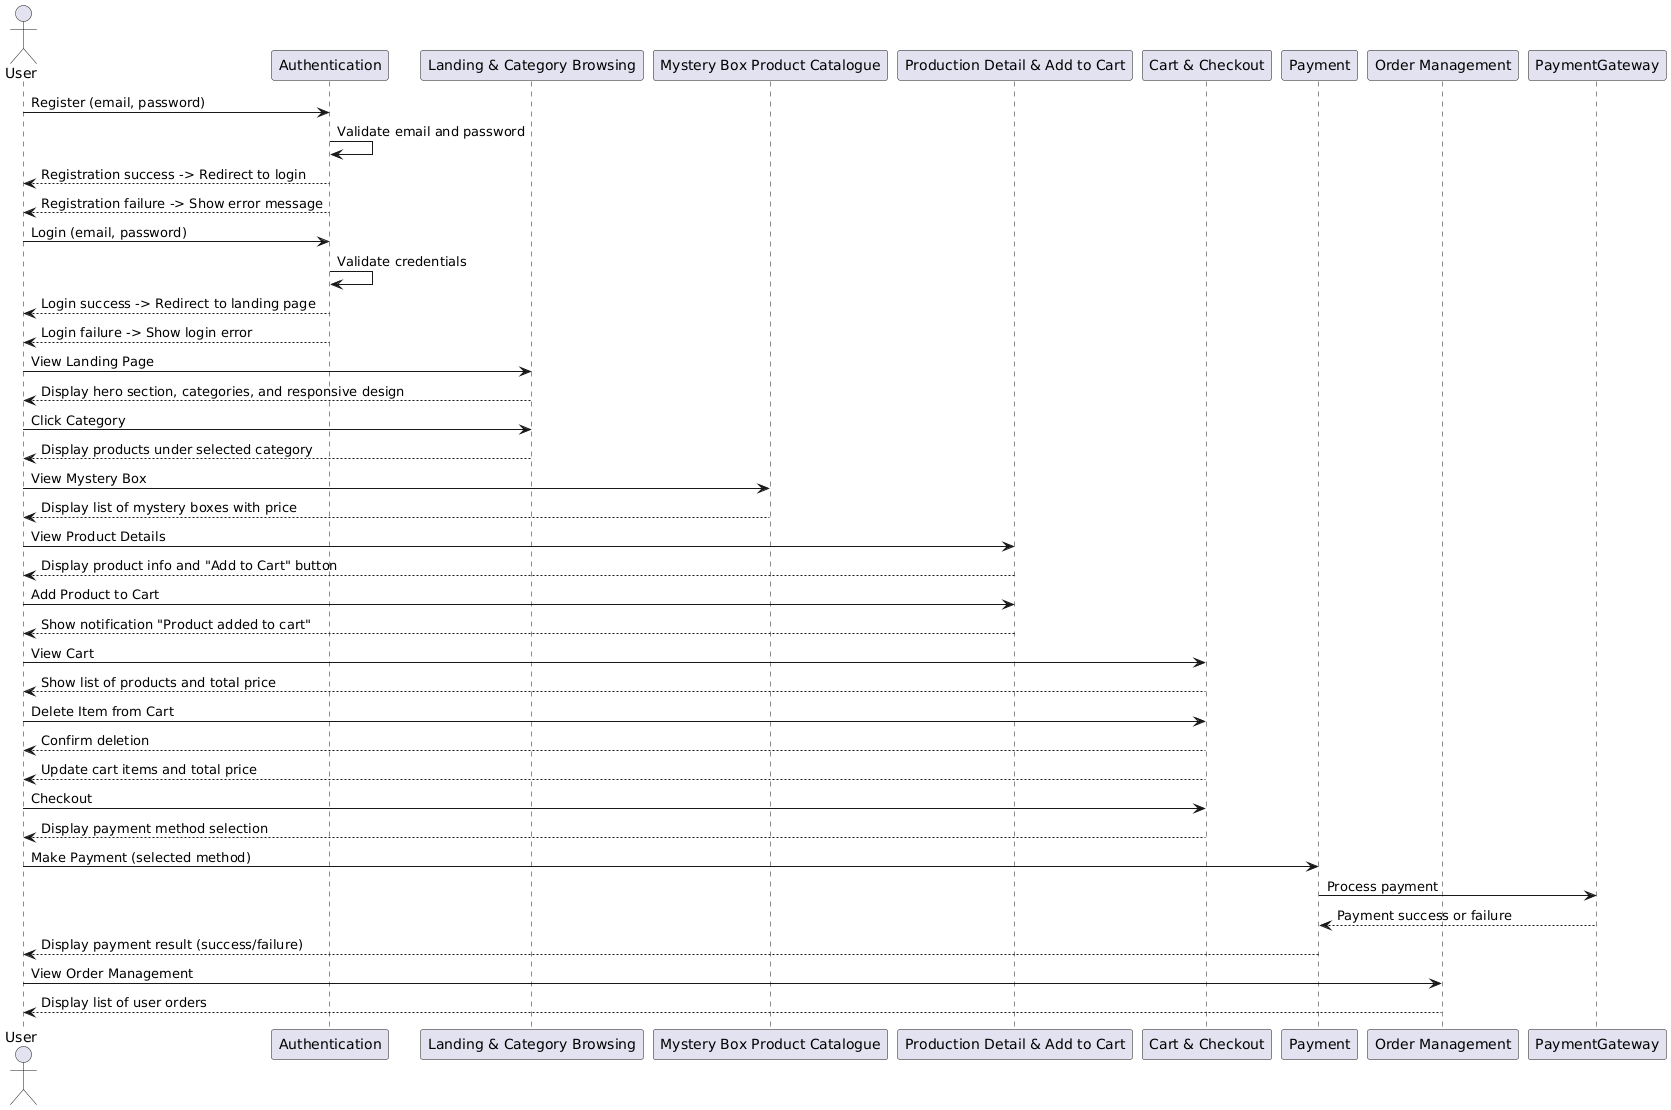 User
Authentication
Landing & Category Browsing
Mystery Box Product Catalogue
Production Detail & Add to Cart
Cart & Checkout
Payment
Order Management
PaymentGateway
Register (email, password)
Validate email and password
Registration success -> Redirect to login
Registration failure -> Show error message
Login (email, password)
Validate credentials
Login success -> Redirect to landing page
Login failure -> Show login error
View Landing Page
Display hero section, categories, and responsive design
Click Category
Display products under selected category
View Mystery Box
Display list of mystery boxes with price
View Product Details
Display product info and "Add to Cart" button
Add Product to Cart
Show notification "Product added to cart"
View Cart
Show list of products and total price
Delete Item from Cart
Confirm deletion
Update cart items and total price
Checkout
Display payment method selection
Make Payment (selected method)
Process payment
Payment success or failure
Display payment result (success/failure)
View Order Management
Display list of user orders
User
Authentication
Landing & Category Browsing
Mystery Box Product Catalogue
Production Detail & Add to Cart
Cart & Checkout
Payment
Order Management
PaymentGateway